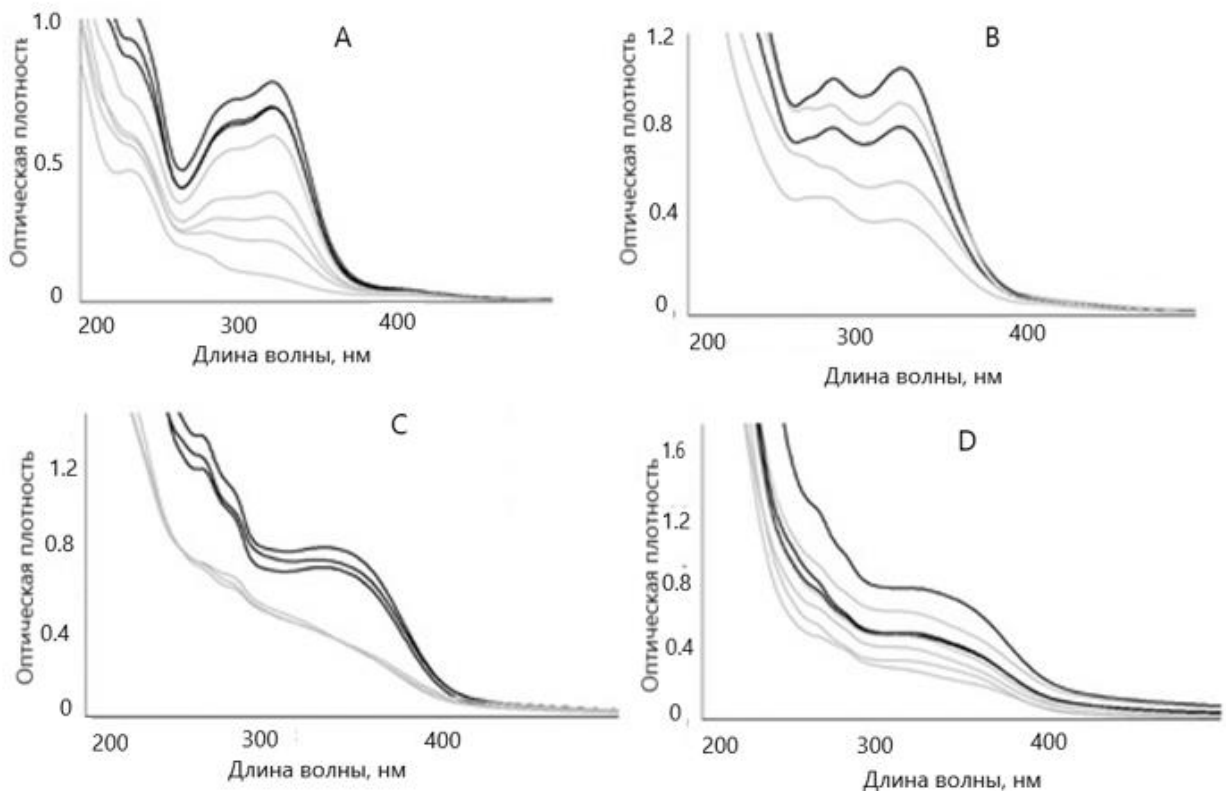 A
Оптическая плотность
1.0
0.5
0
200 300 400
Длина волны, нм
B
Оптическая плотность
1.2
0.8
0.4
0
200 300 400
Длина волны, нм
C
Оптическая плотность
1.2
0.8
0.4
0
200 300 400
Длина волны, нм
D
Оптическая плотность
1.6
1.2
0.8
0.4
0
200 300 400
Длина волны, нм